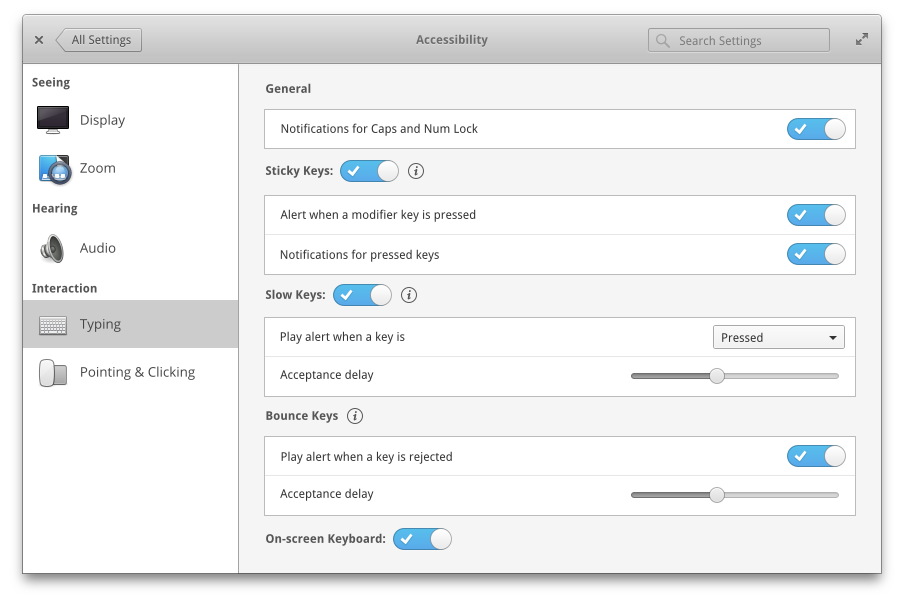 All Settings
Accessibility
Search Settings
Seeing
Display
Zoom
Hearing
Audio
Interaction
Typing
Pointing & Clicking
General
Notifications for Caps and Num Lock
Sticky Keys:
Alert when a modifier key is pressed
Notifications for pressed keys
Slow Keys:
Play alert when a key is
Pressed
Acceptance delay
Bounce Keys
Play alert when a key is rejected
Acceptance delay
On-screen Keyboard: